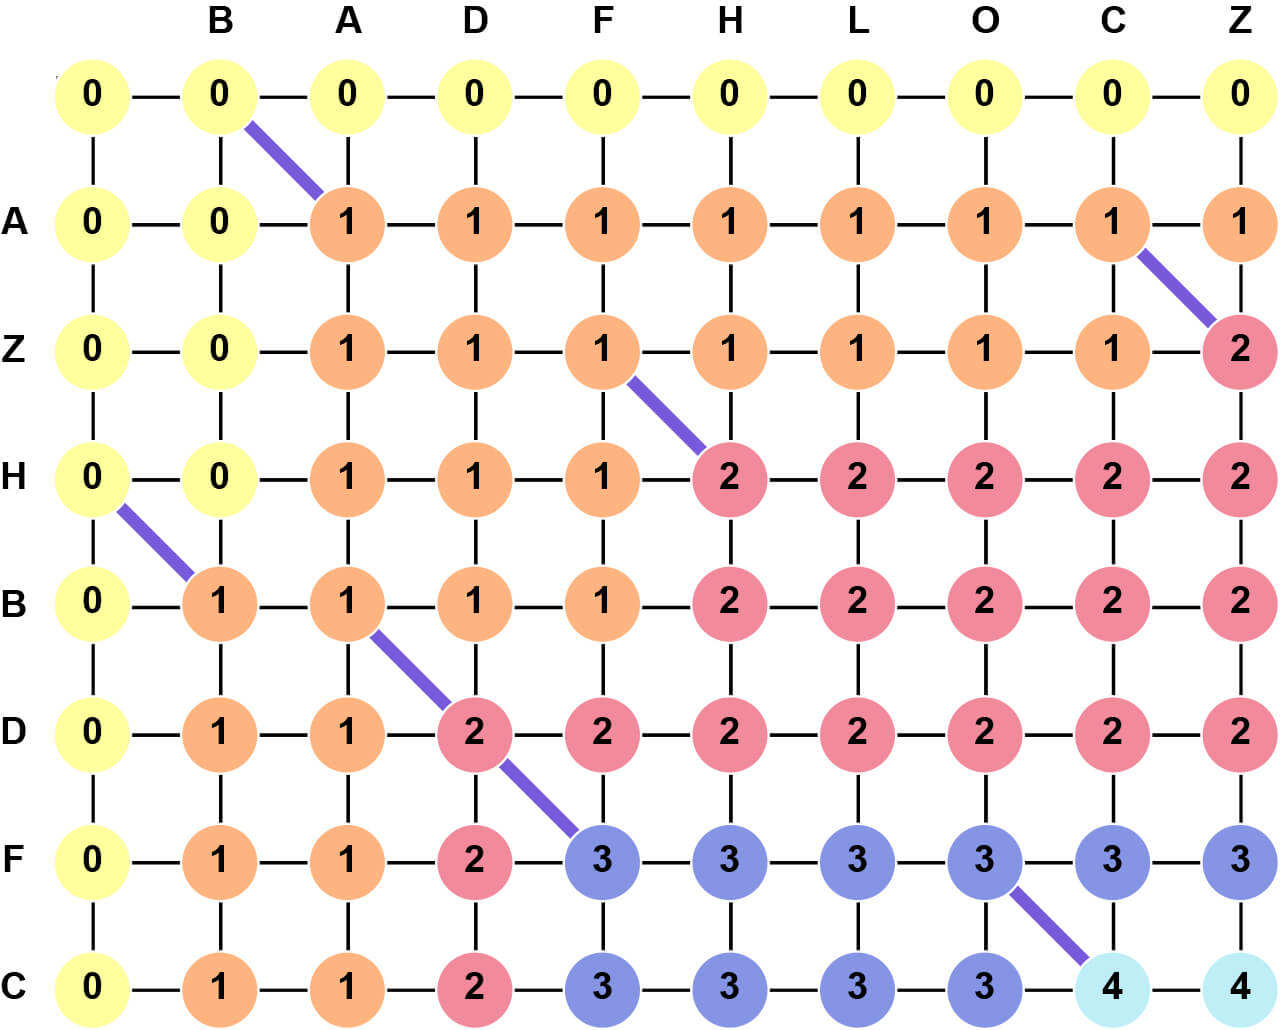 B A D F H L O C Z
0 0 0 0 0 0 0 0 0 0
A 0 0 1 1 1 1 1 1 1 1
Z 0 0 1 1 1 1 1 1 1 2
H 0 0 1 1 1 2 2 2 2 2
B 0 1 1 1 1 2 2 2 2 2
D 0 1 1 2 2 2 2 2 2 2
F 0 1 1 2 3 3 3 3 3 3
C 0 1 1 2 3 3 3 3 4 4